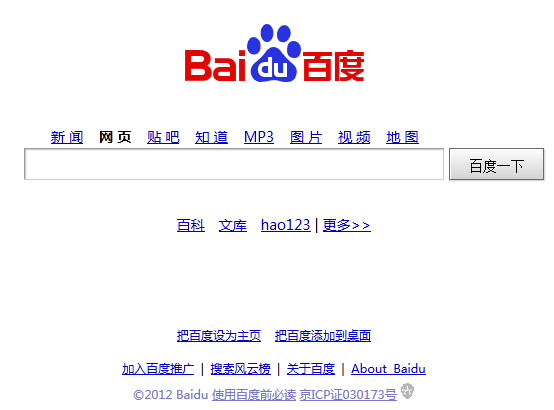 Bai du 百度
新闻 网页 贴吧 知道 MP3 图片 视频 地图
百度一下
百科 文库 hao123 | 更多>>
把百度设为主页 把百度添加到桌面
加入百度推广 | 搜索风云榜 | 关于百度 | About Baidu
©2012 Baidu 使用百度前必读 京ICP证030173号